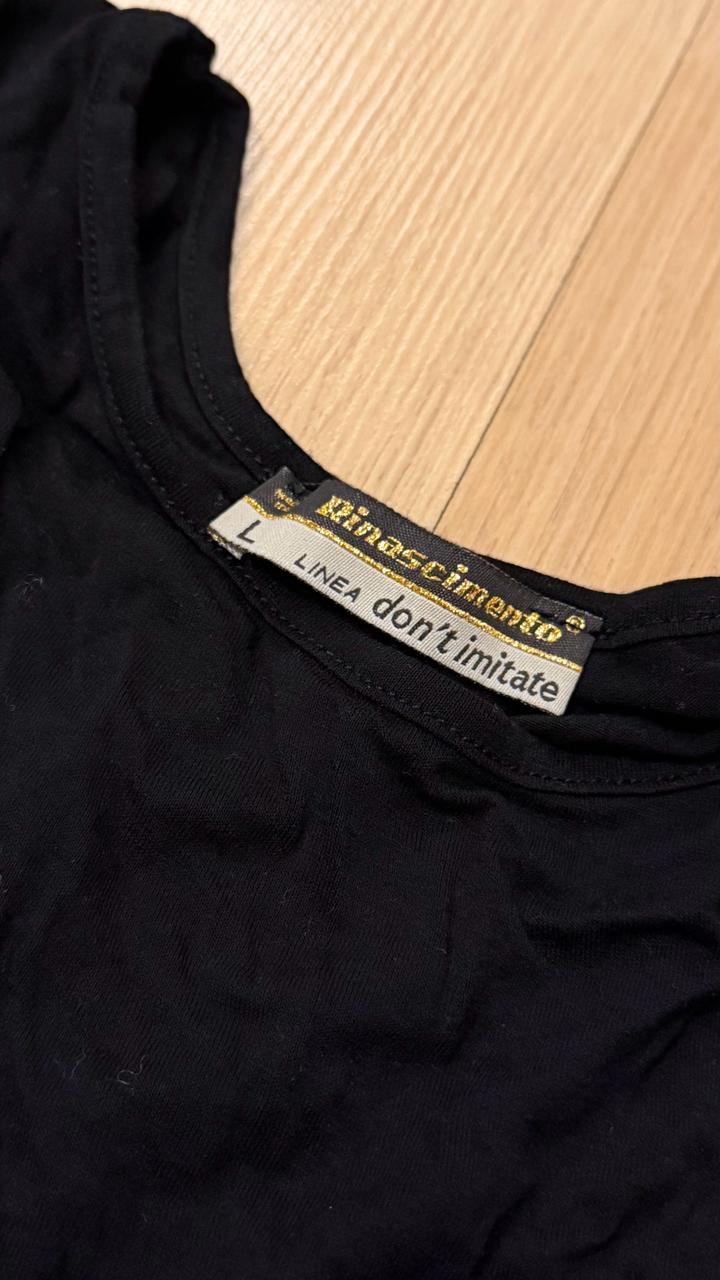 Rinascimento®
L
LINEA don't imitate